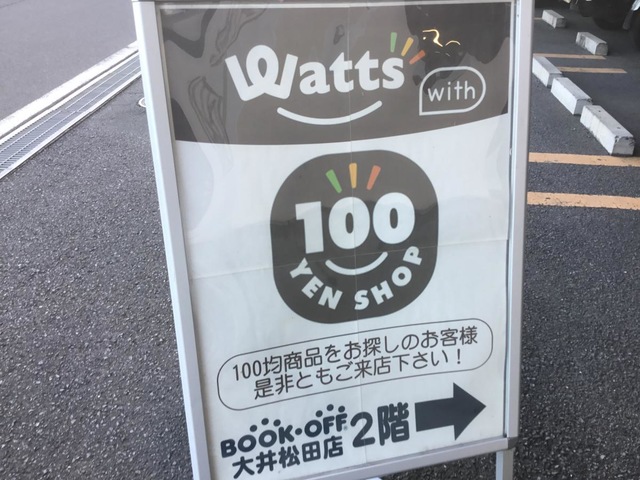 Watts
with
100
YEN SHOP
100均商品をお探しのお客様
是非ともご来店下さい！
BOOK・OFF
大井松田店
2階